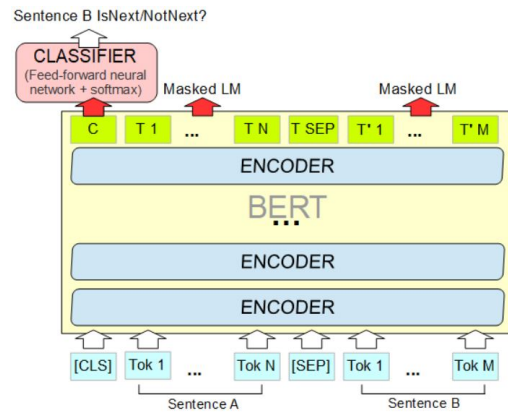 Sentence B IsNext/NotNext?
CLASSIFIER
(Feed-forward neural
network + softmax)
Masked LM
Masked LM
C T 1 ... T N T SEP T' 1 ... T' M
ENCODER
BERT
...
ENCODER
ENCODER
[CLS] Tok 1 ... Tok N [SEP] Tok 1 ... Tok M
Sentence A
Sentence B